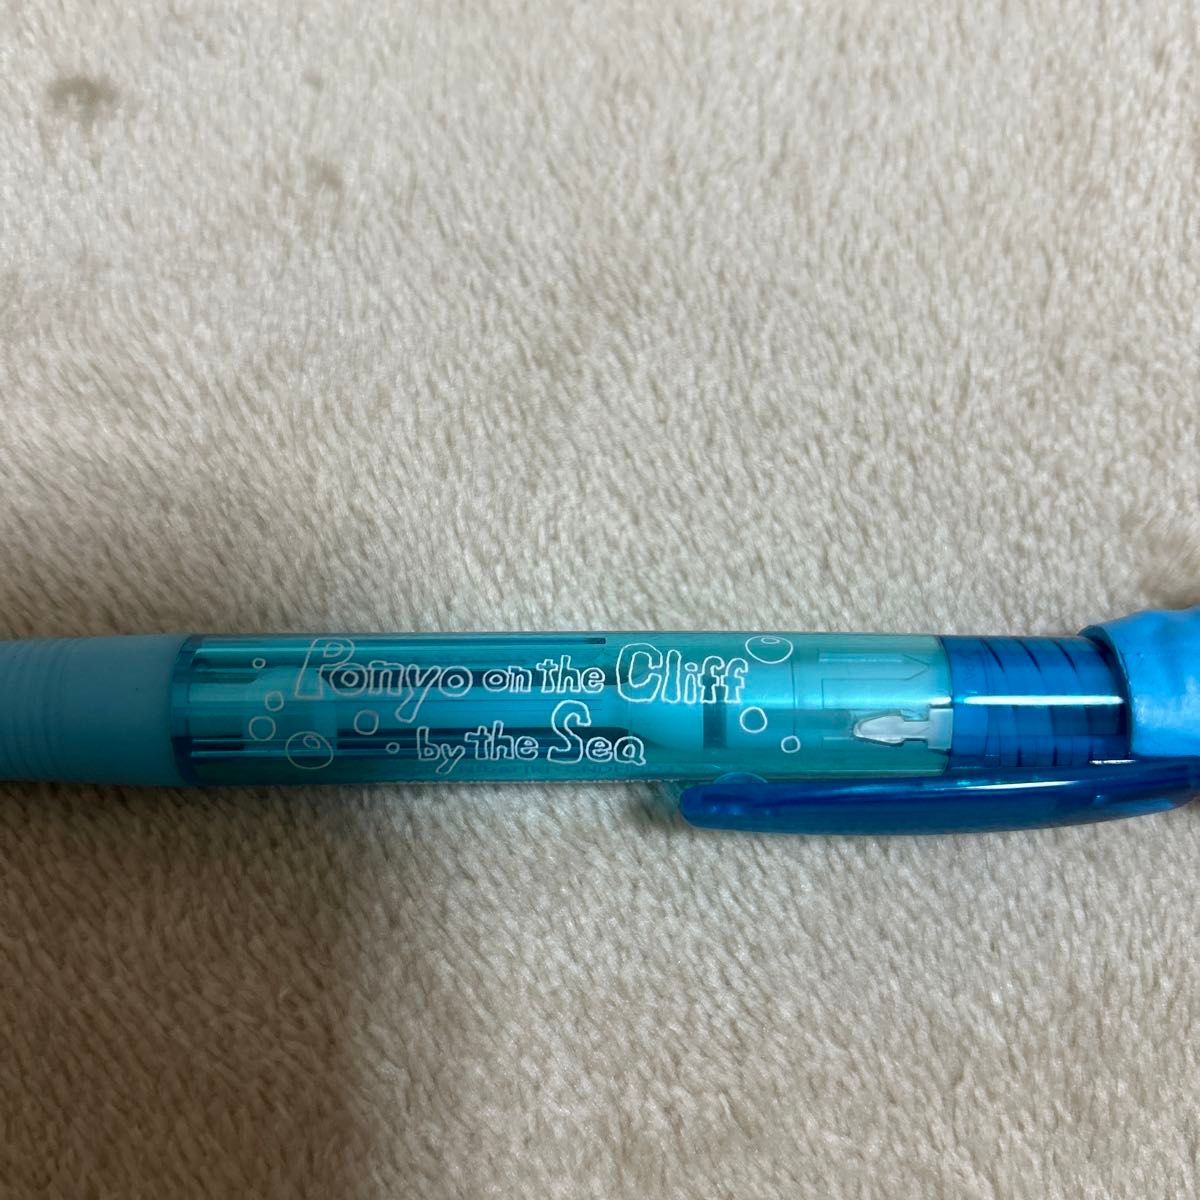 Ponyo on the Cliff
by the Sea